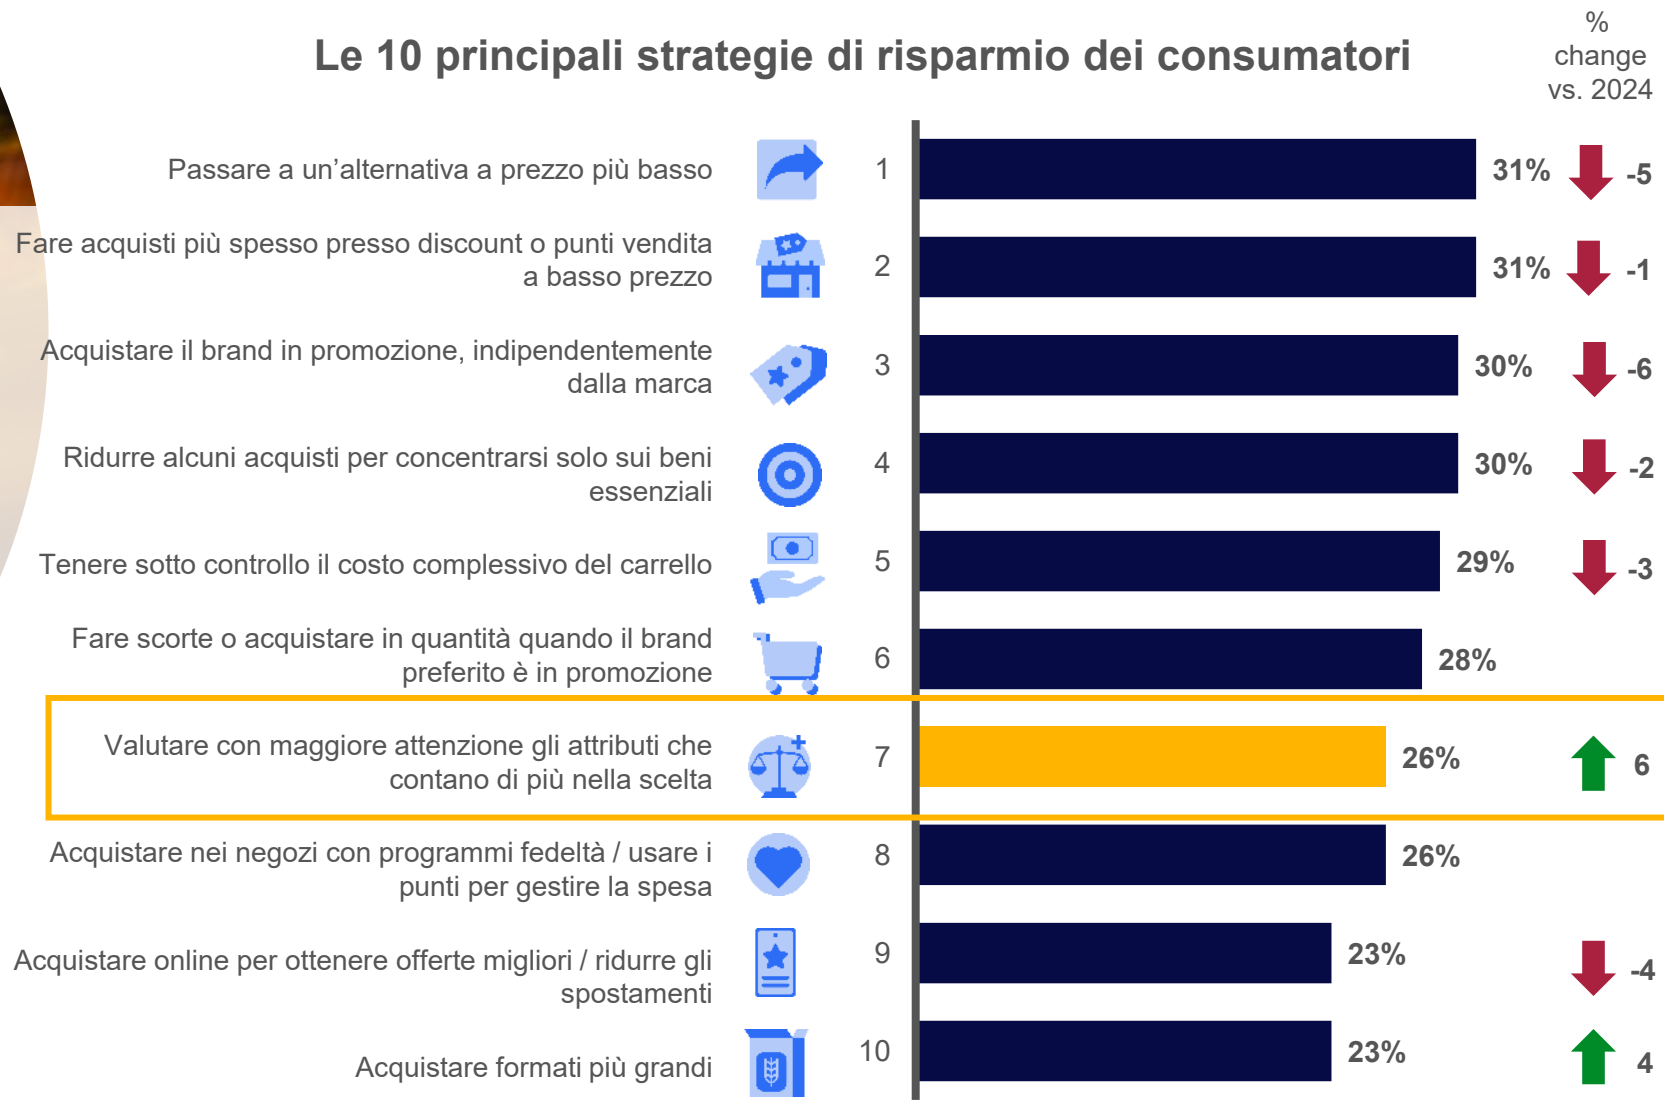 Le 10 principali strategie di risparmio dei consumatori
%
change
vs. 2024
Passare a un’alternativa a prezzo più basso
1
31%
-5
Fare acquisti più spesso presso discount o punti vendita
a basso prezzo
2
31%
-1
Acquistare il brand in promozione, indipendentemente
dalla marca
3
30%
-6
Ridurre alcuni acquisti per concentrarsi solo sui beni
essenziali
4
30%
-2
Tenere sotto controllo il costo complessivo del carrello
5
29%
-3
Fare scorte o acquistare in quantità quando il brand
preferito è in promozione
6
28%
Valutare con maggiore attenzione gli attributi che
contano di più nella scelta
7
26%
6
Acquistare nei negozi con programmi fedeltà / usare i
punti per gestire la spesa
8
26%
Acquistare online per ottenere offerte migliori / ridurre gli
spostamenti
9
23%
-4
Acquistare formati più grandi
10
23%
4